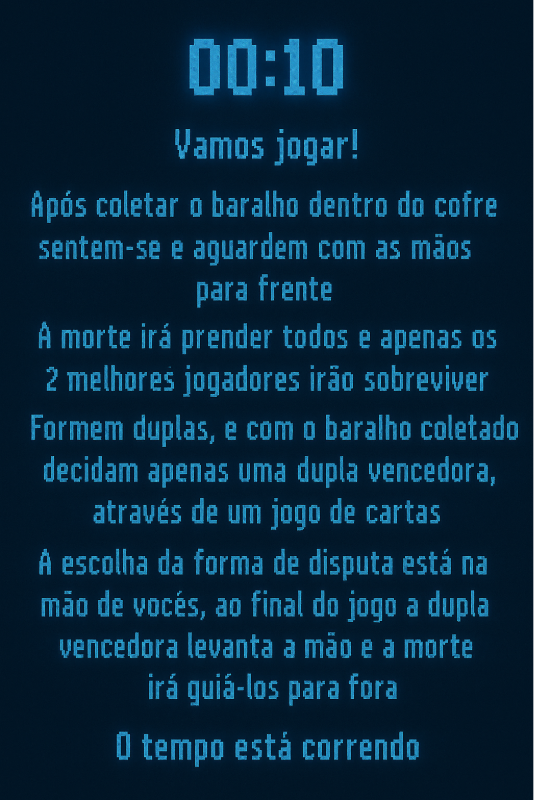 00:10
Vamos jogar!
Após coletar o baralho dentro do cofre
sentem-se e aguardem com as mãos
para frente
A morte irá prender todos e apenas os
2 melhores jogadores irão sobreviver
Formem duplas, e com o baralho coletado
decidam apenas uma dupla vencedora,
através de um jogo de cartas
A escolha da forma de disputa está na
mão de vocés, ao final do jogo a dupla
vencedora levanta a mão e a morte
irá guiá-los para fora
O tempo está correndo